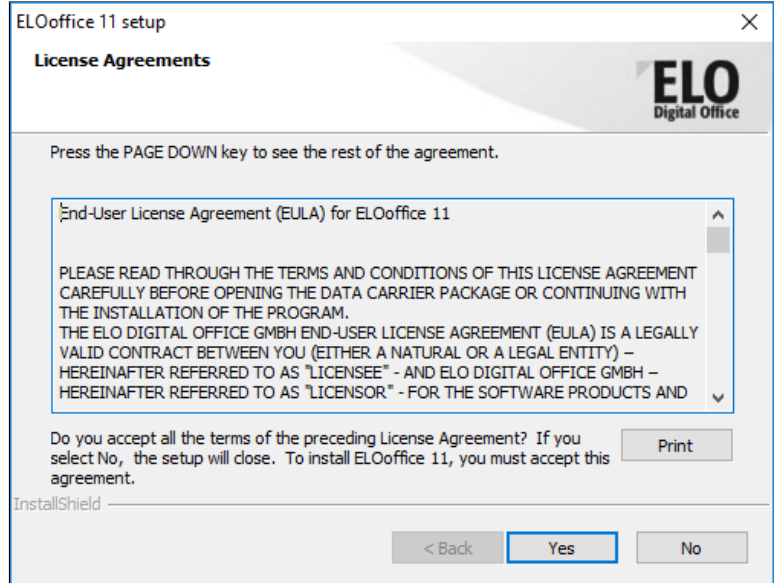 ELOoffice 11 setup
License Agreements
ELO
Digital Office
Press the PAGE DOWN key to see the rest of the agreement.
End-User License Agreement (EULA) for ELOoffice 11
PLEASE READ THROUGH THE TERMS AND CONDITIONS OF THIS LICENSE AGREEMENT
CAREFULLY BEFORE OPENING THE DATA CARRIER PACKAGE OR CONTINUING WITH
THE INSTALLATION OF THE PROGRAM.
THE ELO DIGITAL OFFICE GMBH END-USER LICENSE AGREEMENT (EULA) IS A LEGALLY
VALID CONTRACT BETWEEN YOU (EITHER A NATURAL OR A LEGAL ENTITY) –
HEREINAFTER REFERRED TO AS "LICENSEE" - AND ELO DIGITAL OFFICE GMBH –
HEREINAFTER REFERRED TO AS "LICENSOR" - FOR THE SOFTWARE PRODUCTS AND
Do you accept all the terms of the preceding License Agreement? If you
select No, the setup will close. To install ELOoffice 11, you must accept this
agreement.
Print
InstallShield
< Back
Yes
No